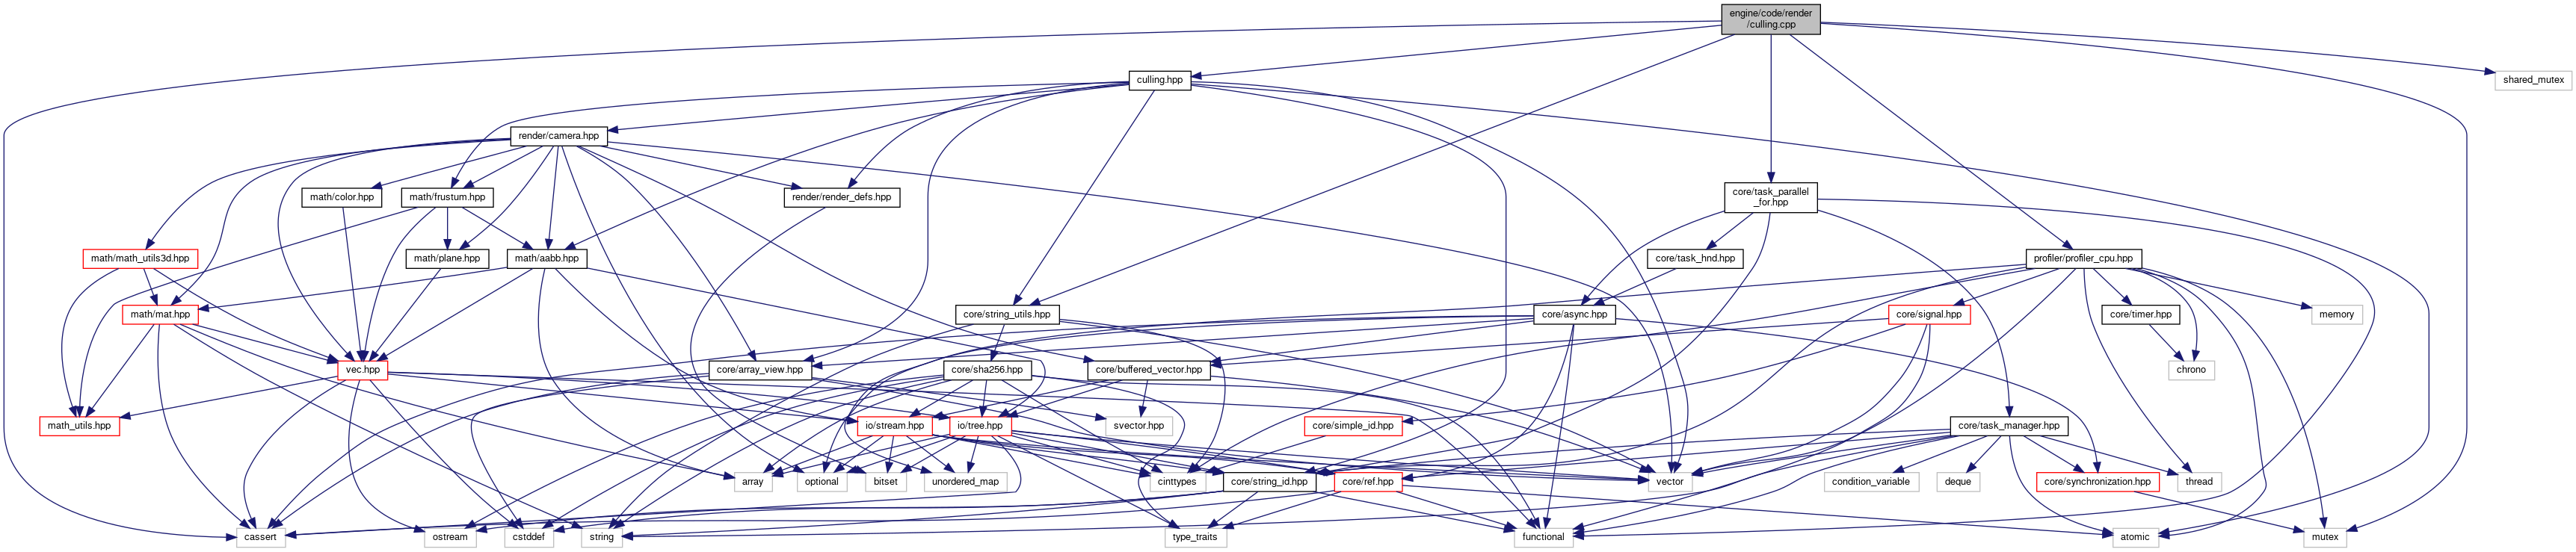 engine/code/render
/culling.cpp
culling.hpp
shared_mutex
render/camera.hpp
math/color.hpp
math/frustum.hpp
render/render_defs.hpp
core/task_parallel
_for.hpp
math/math_utils3d.hpp
math/plane.hpp
math/aabb.hpp
core/task_hnd.hpp
profiler/profiler_cpu.hpp
math/mat.hpp
core/string_utils.hpp
core/async.hpp
core/signal.hpp
core/timer.hpp
memory
vec.hpp
core/array_view.hpp
core/sha256.hpp
core/buffered_vector.hpp
chrono
math_utils.hpp
io/stream.hpp
io/tree.hpp
svector.hpp
core/simple_id.hpp
core/task_manager.hpp
array
optional
bitset
unordered_map
cinttypes
core/string_id.hpp
core/ref.hpp
vector
condition_variable
deque
core/synchronization.hpp
thread
cassert
ostream
cstddef
string
type_traits
functional
atomic
mutex